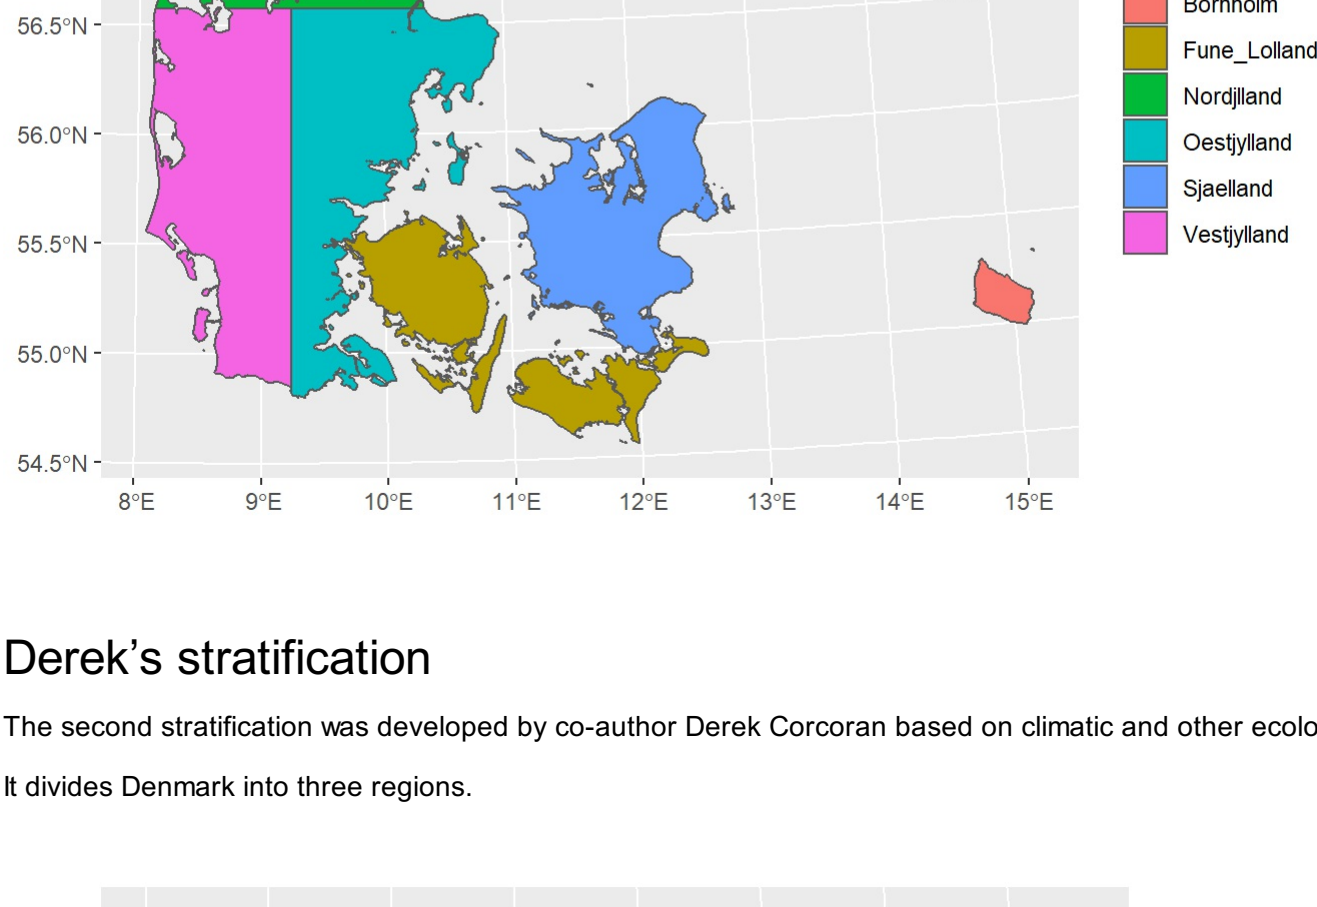 Bornholm
56.5°N
Fune_Lolland
Nordjlland
56.0°N
Oestjylland
Sjaelland
55.5°N
Vestjylland
55.0°N
54.5°N
8°E 9°E 10°E 11°E 12°E 13°E 14°E 15°E
Derek’s stratification
The second stratification was developed by co-author Derek Corcoran based on climatic and other ecolo
It divides Denmark into three regions.